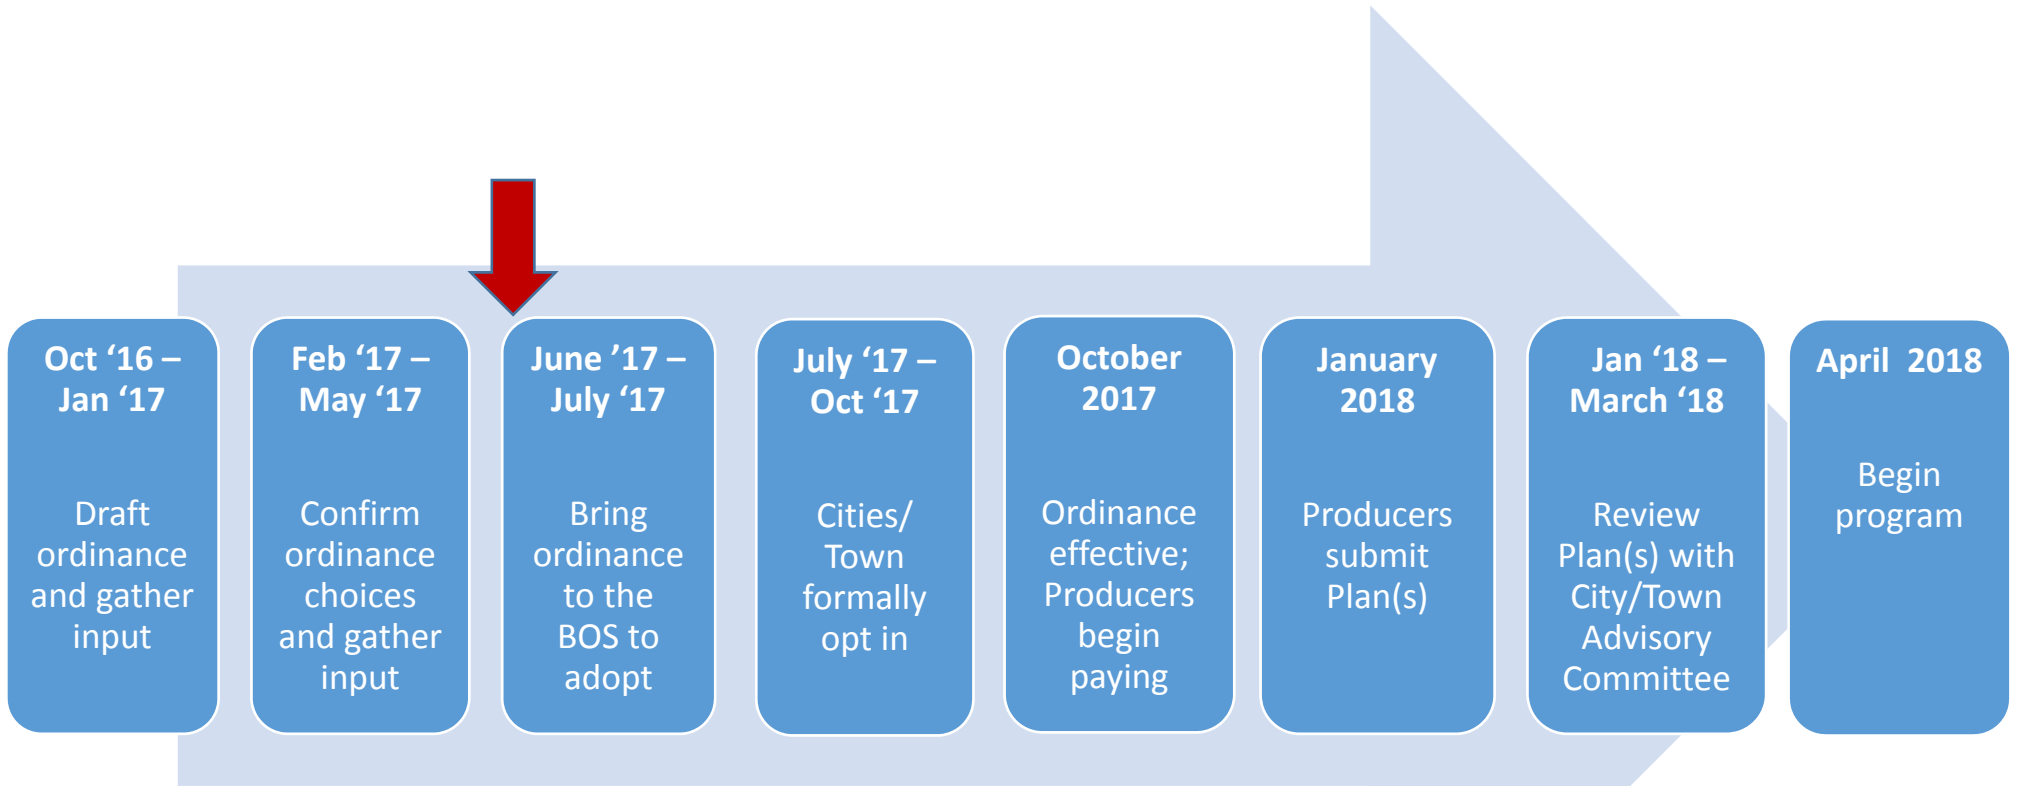 Oct ‘16 –
Jan ‘17
Draft
ordinance
and gather
input
Feb ‘17 –
May ‘17
Confirm
ordinance
choices
and gather
input
June ’17 –
July ‘17
Bring
ordinance
to the
BOS to
adopt
July ‘17 –
Oct ‘17
Cities/
Town
formally
opt in
October
2017
Ordinance
effective;
Producers
begin
paying
January
2018
Producers
submit
Plan(s)
Jan ‘18 –
March ‘18
Review
Plan(s) with
City/Town
Advisory
Committee
April  2018
Begin
program